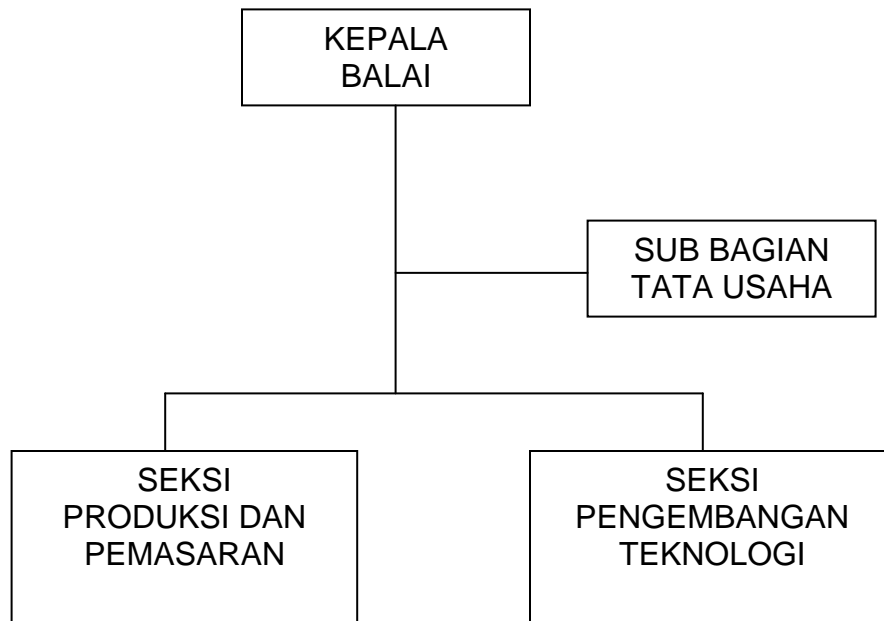 KEPALA
BALAI
SUB BAGIAN
TATA USAHA
SEKSI
PRODUKSI DAN
PEMASARAN
SEKSI
PENGEMBANGAN
TEKNOLOGI